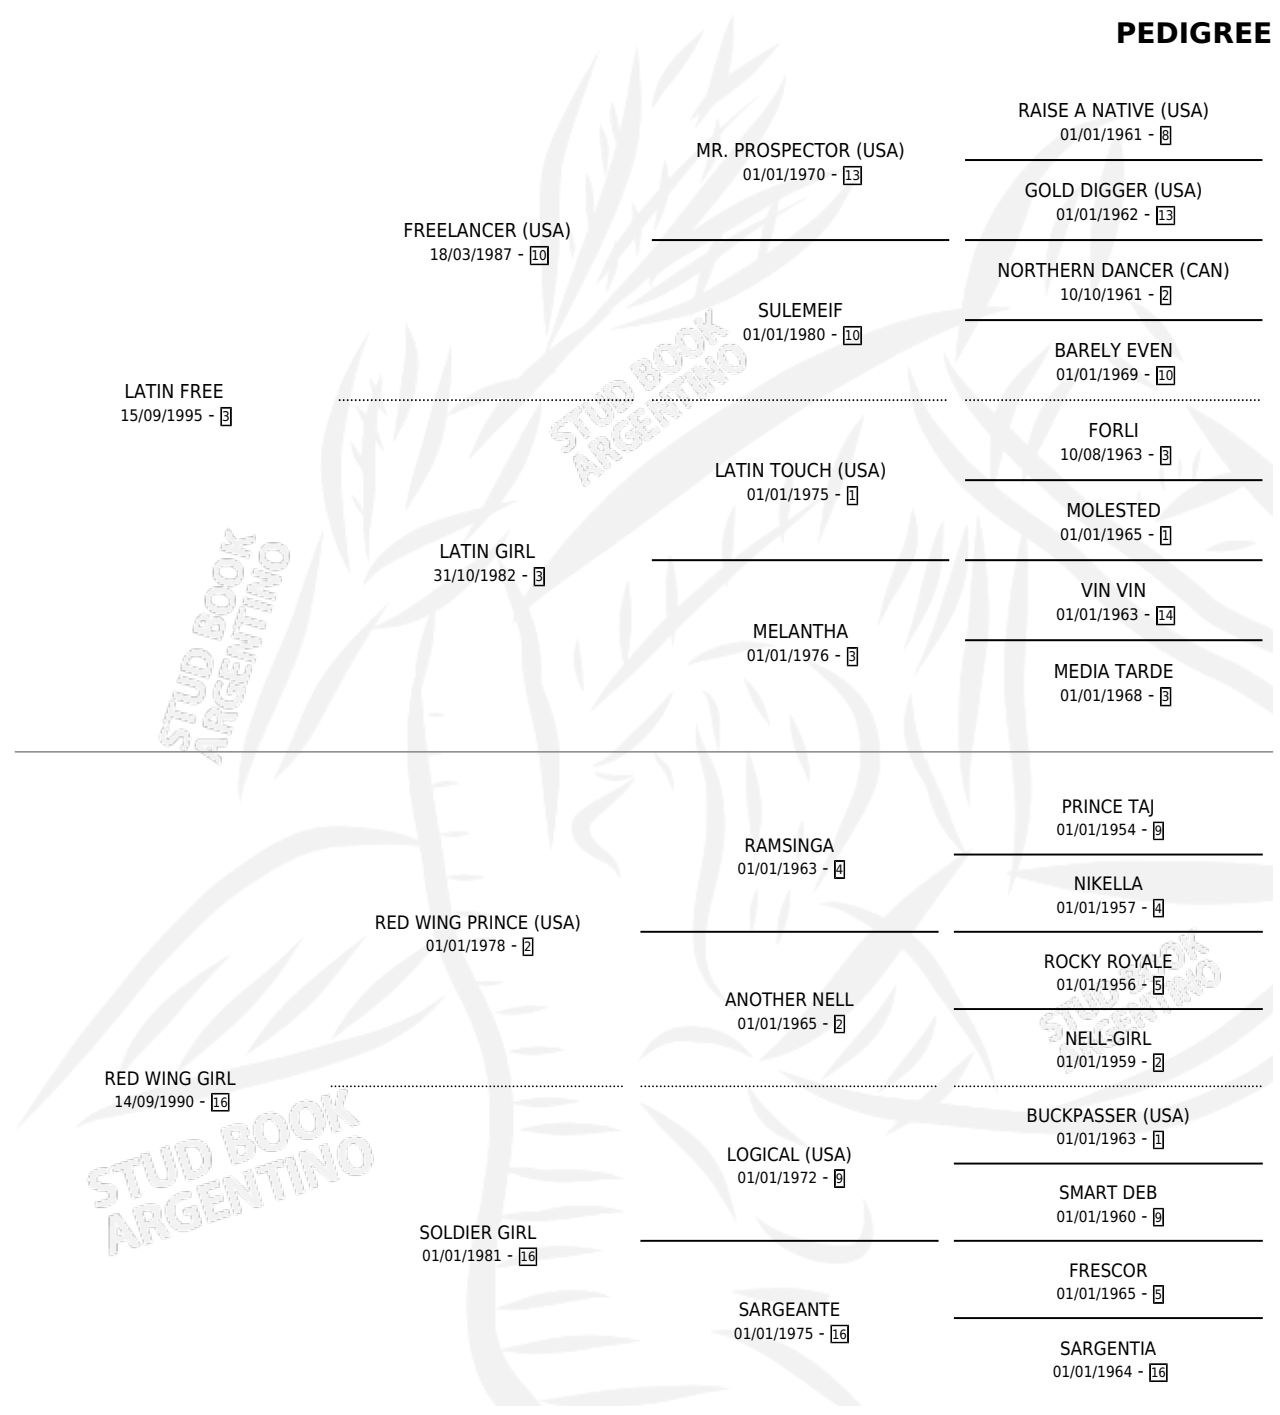 PEDIGREE
RAISE A NATIVE (USA)
01/01/1961 - 8
MR. PROSPECTOR (USA)
01/01/1970 - 13
GOLD DIGGER (USA)
01/01/1962 - 13
FREELANCER (USA)
18/03/1987 - 10
NORTHERN DANCER (CAN)
10/10/1961 - 2
SULEMEIF
01/01/1980 - 10
BARELY EVEN
01/01/1969 - 10
STUD BOOK
ARGENTINO
LATIN FREE
15/09/1995 - 3
FORLI
10/08/1963 - 3
LATIN TOUCH (USA)
01/01/1975 - 1
MOLESTED
01/01/1965 - 1
LATIN GIRL
31/10/1982 - 3
VIN VIN
01/01/1963 - 14
MELANTHA
01/01/1976 - 3
MEDIA TARDE
01/01/1968 - 3
STUD BOOK
ARGENTINO
PRINCE TAJ
01/01/1954 - 9
RAMSINGA
01/01/1963 - 4
NIKELLA
01/01/1957 - 4
RED WING PRINCE (USA)
01/01/1978 - 2
ROCKY ROYALE
01/01/1956 - 5
ANOTHER NELL
01/01/1965 - 2
NELL-GIRL
01/01/1959 - 2
STUD BOOK
ARGENTINO
RED WING GIRL
14/09/1990 - 16
BUCKPASSER (USA)
01/01/1963 - 1
LOGICAL (USA)
01/01/1972 - 9
SMART DEB
01/01/1960 - 9
SOLDIER GIRL
01/01/1981 - 16
FRESCOR
01/01/1965 - 5
SARGEANTE
01/01/1975 - 16
SARGENTIA
01/01/1964 - 16
STUD BOOK
ARGENTINO